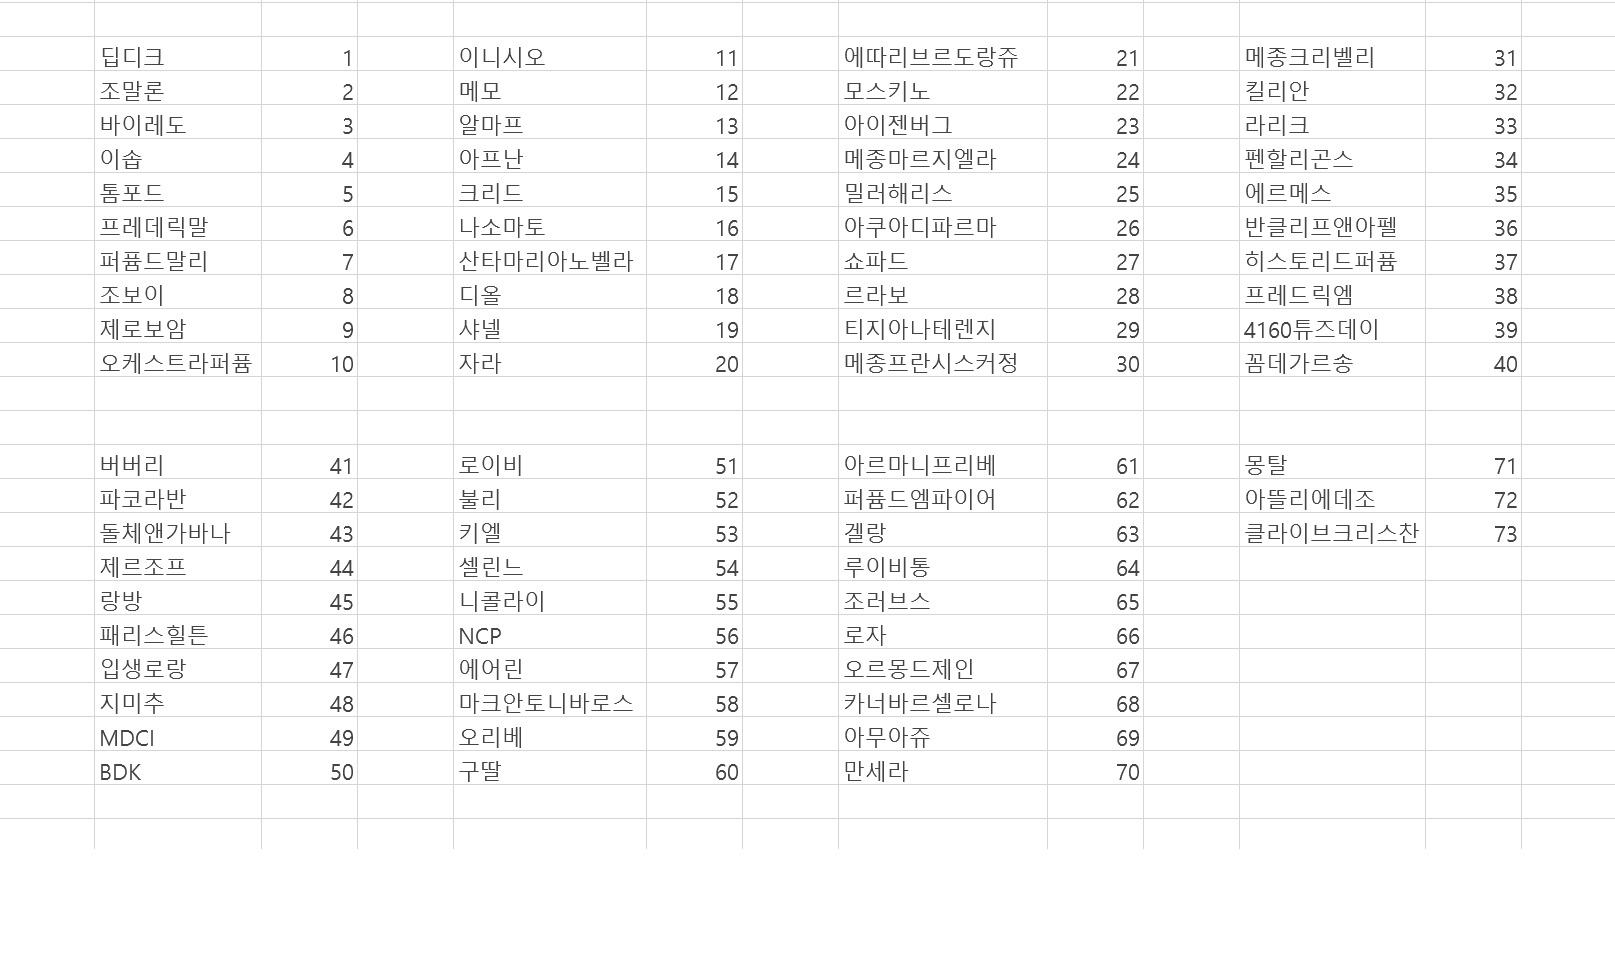 딥디크 1 이니시오 11 에따리브르도랑쥬 21 메종크리벨리 31
조말론 2 메모 12 모스키노 22 킬리안 32
바이레도 3 알마프 13 아이젠버그 23 라리크 33
이솝 4 아프난 14 메종마르지엘라 24 펜할리곤스 34
톰포드 5 크리드 15 밀러해리스 25 에르메스 35
프레데릭말 6 나소마토 16 아쿠아디파르마 26 반클리프앤아펠 36
퍼퓸드말리 7 산타마리아노벨라 17 쇼파드 27 히스토리드퍼퓸 37
조보이 8 디올 18 르라보 28 프레드릭엠 38
제로보암 9 샤넬 19 티지아나테렌지 29 4160튜즈데이 39
오케스트라퍼퓸 10 자라 20 메종프란시스커정 30 꼼데가르송 40
버버리 41 로이비 51 아르마니프리베 61 몽탈 71
파코라반 42 불리 52 퍼퓸드엠파이어 62 아뜰리에데조 72
돌체앤가바나 43 키엘 53 겔랑 63 클라이브크리스찬 73
제르조프 44 셀린느 54 루이비통 64
랑방 45 니콜라이 55 조러브스 65
패리스힐튼 46 NCP 56 로자 66
입생로랑 47 에어린 57 오르몽드제인 67
지미추 48 마크안토니바로스 58 카너바르셀로나 68
MDCI 49 오리베 59 아무아쥬 69
BDK 50 구딸 60 만세라 70